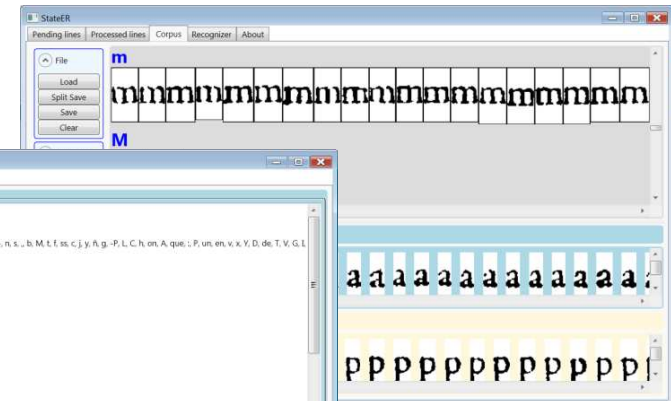 StateER
Pending lines Processed lines Corpus Recognizer About
File
Load
Split Save
Save
Clear
m
m m m m m m m m m m m m m m m m m m m
M
, n, s, ,, b, M, t, f, ss, c, j, y, ñ, g, -P, L, C, h, on, A, que, :, P, un, en, v, x, Y, D, de, T, V, G,
a a a a a a a a a a a a a
p p p p p p p p p p p p p